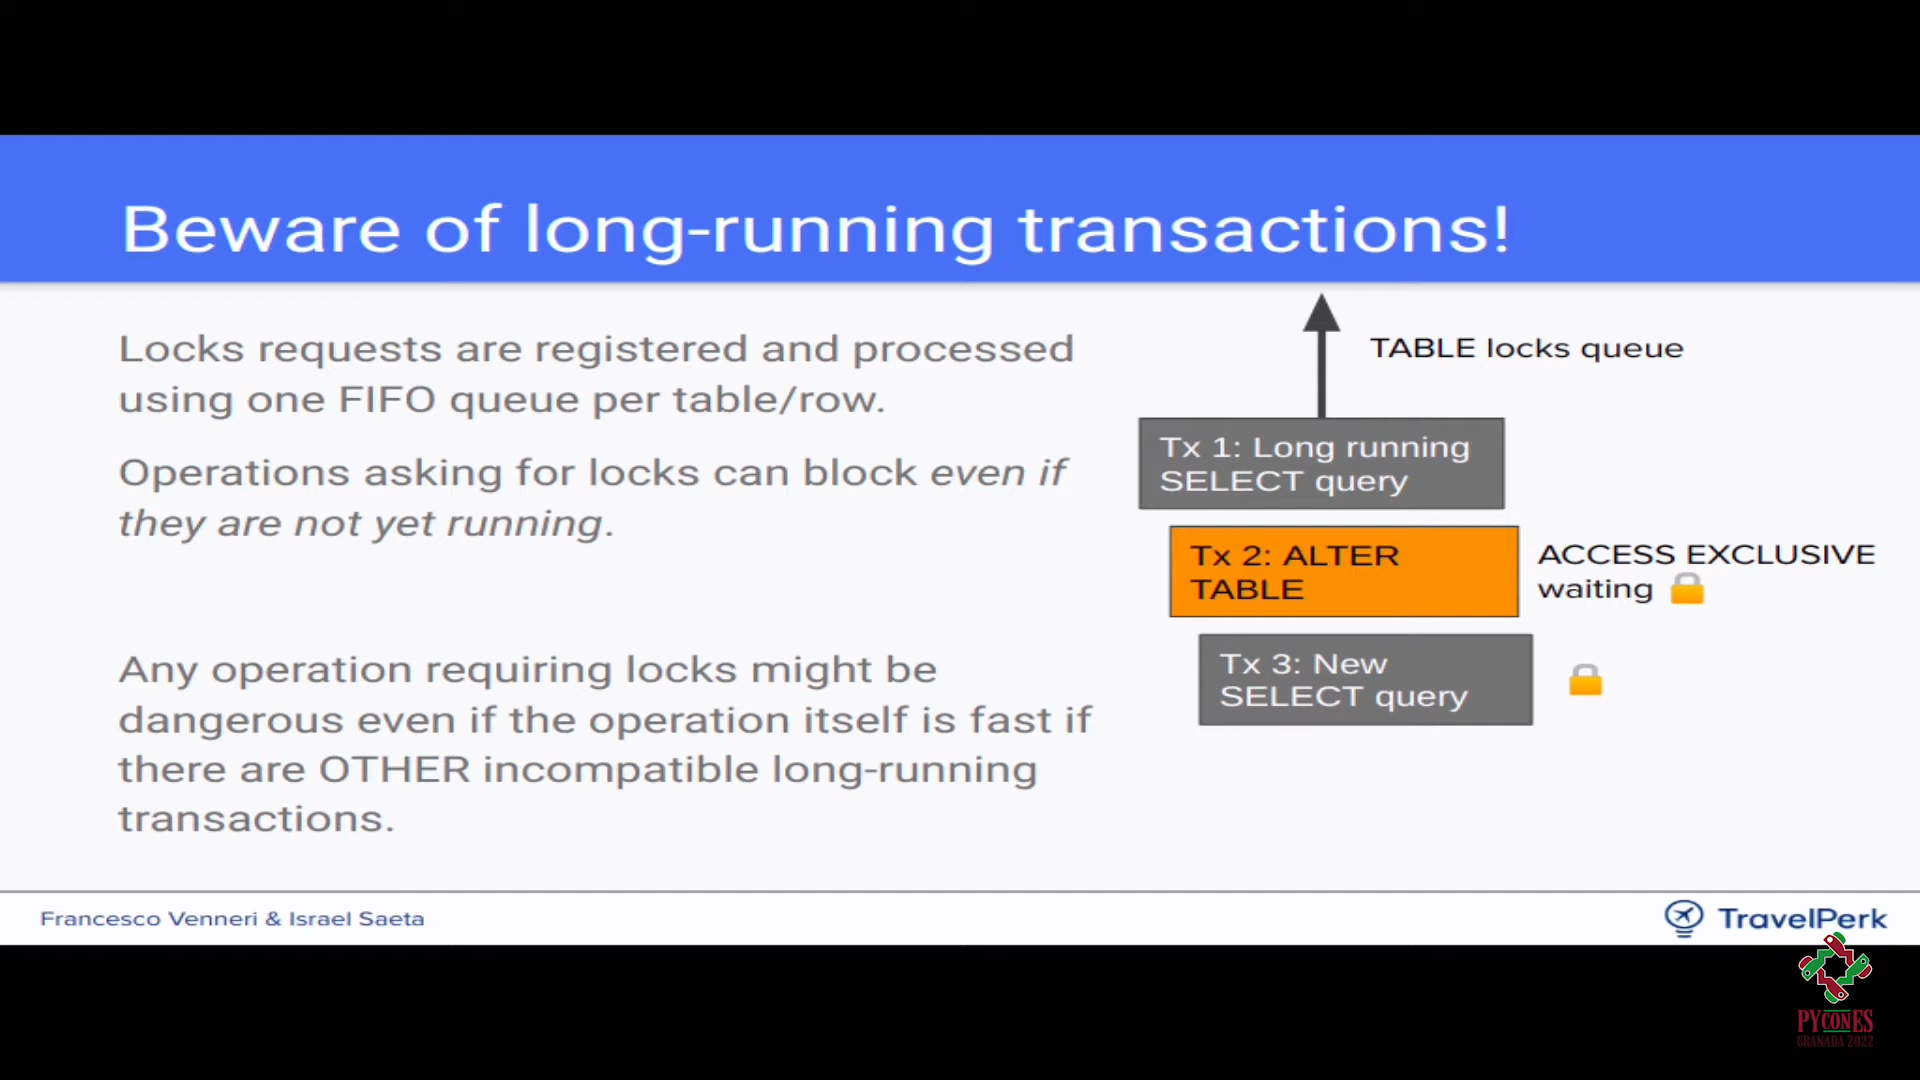 Beware of long-running transactions!
Locks requests are registered and processed
using one FIFO queue per table/row.
Operations asking for locks can block even if
they are not yet running.
Any operation requiring locks might be
dangerous even if the operation itself is fast if
there are OTHER incompatible long-running
transactions.
TABLE locks queue
Tx 1: Long running
SELECT query
Tx 2: ALTER
TABLE
ACCESS EXCLUSIVE
waiting
Tx 3: New
SELECT query
Francesco Venneri & Israel Saeta
TravelPerk
PYCONES
GRANADA 2022